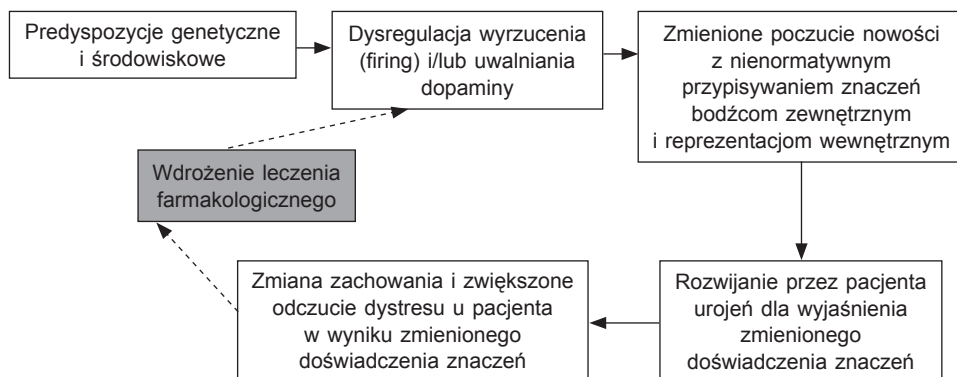 Predyspozycje genetyczne
i środowiskowe
Dysregulacja wyrzucenia
(firing) i/lub uwalniania
dopaminy
Zmienione poczucie nowości
z nienormatywnym
przypisywaniem znaczeń
bodźcom zewnętrznym
i reprezentacjom wewnętrznym
Wdrożenie leczenia
farmakologicznego
Zmiana zachowania i zwiększone
odczucie dystresu u pacjenta
w wyniku zmienionego
doświadczenia znaczeń
Rozwijanie przez pacjenta
urojeń dla wyjaśnienia
zmienionego
doświadczenia znaczeń